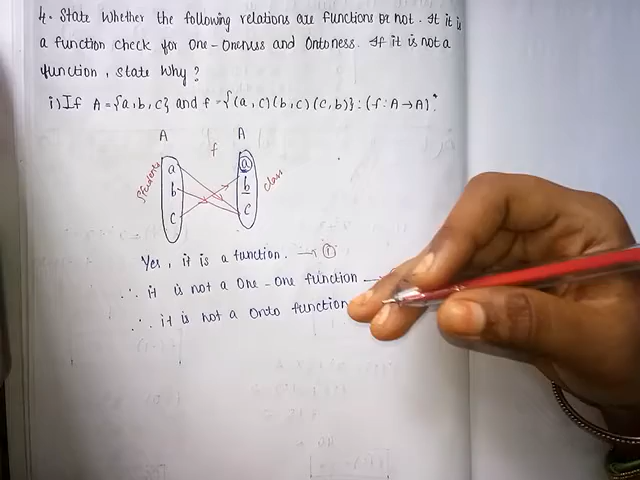 4. State Whether the following relations are functions or not. If it is
a function check for One-Oneness and Ontoness. If it is not a
function, state Why?
i) If A = {a,b,c} and f = {(a,c)(b,c)(c,b)} : (f: A→A).
A f A
Students
a a
b b
c c
class
Yes, it is a function. → ①
∴ it is not a One-One function →
∴ it is not a Onto function